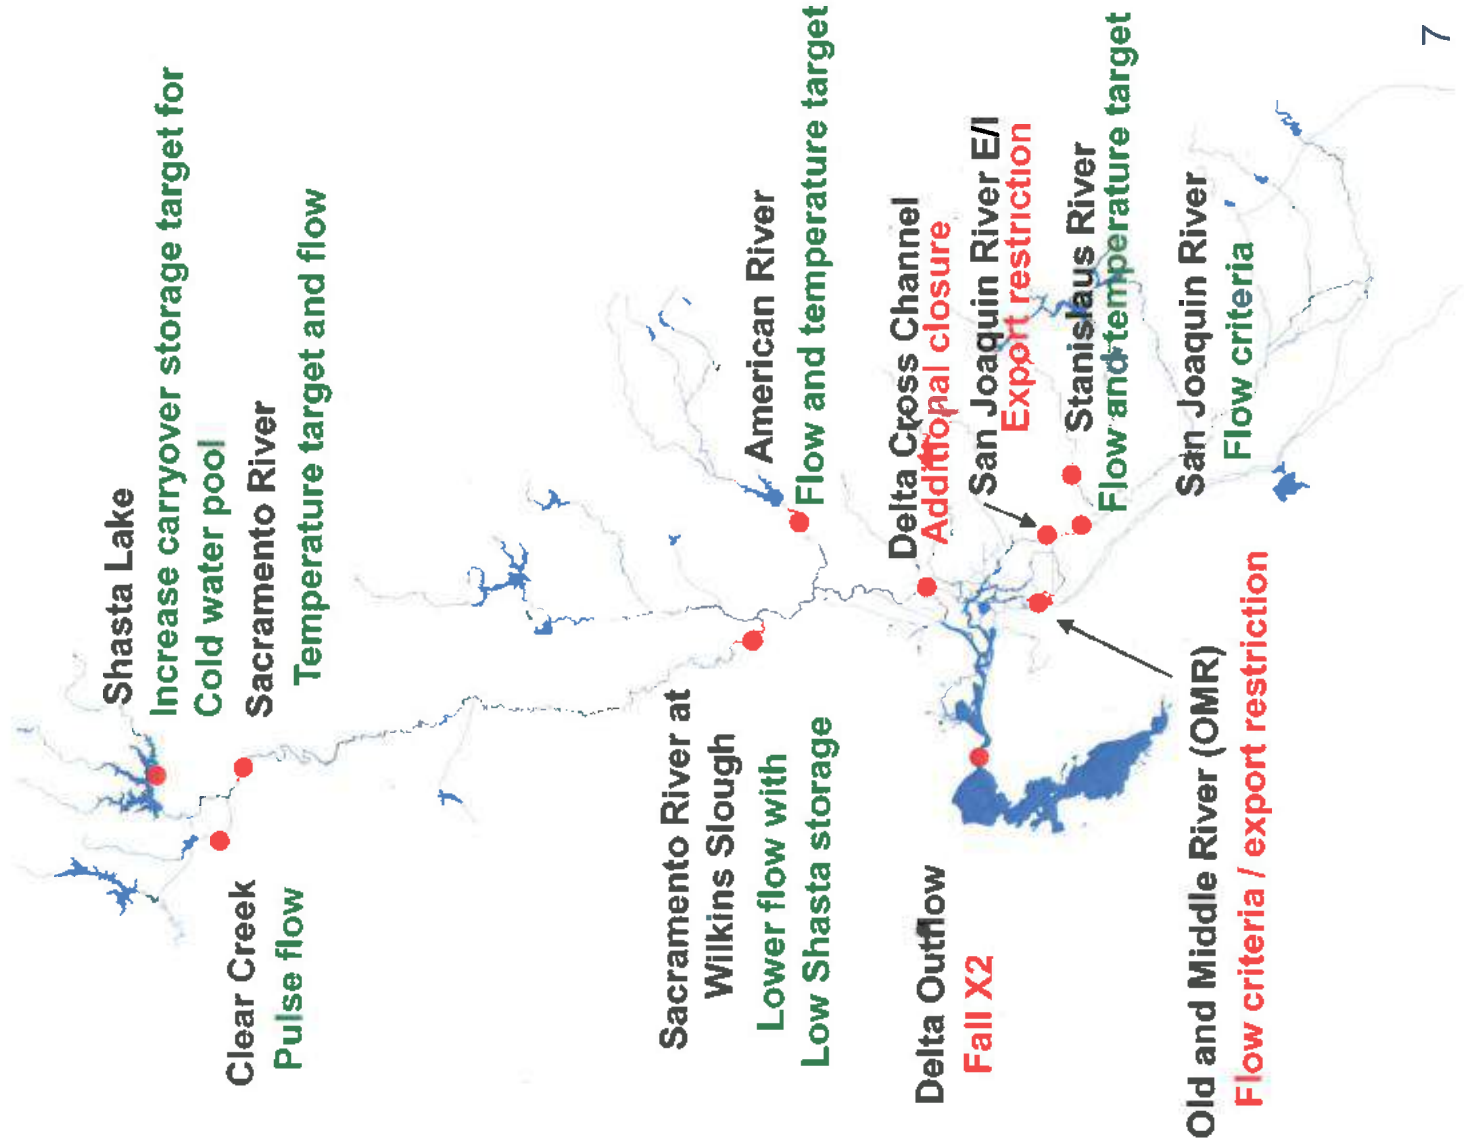 Shasta Lake
Increase carryover storage target for
Cold water pool
Sacramento River
Temperature target and flow
Clear Creek
Pulse flow
Sacramento River at
Wilkins Slough
Lower flow with
Low Shasta storage
American River
Flow and temperature target
Delta Cross Channel
Additional closure
San Joaquin River E/I
Export restriction
Stanislaus River
Flow and temperature target
San Joaquin River
Flow criteria
Delta Outflow
Fall X2
Old and Middle River (OMR)
Flow criteria / export restriction
7